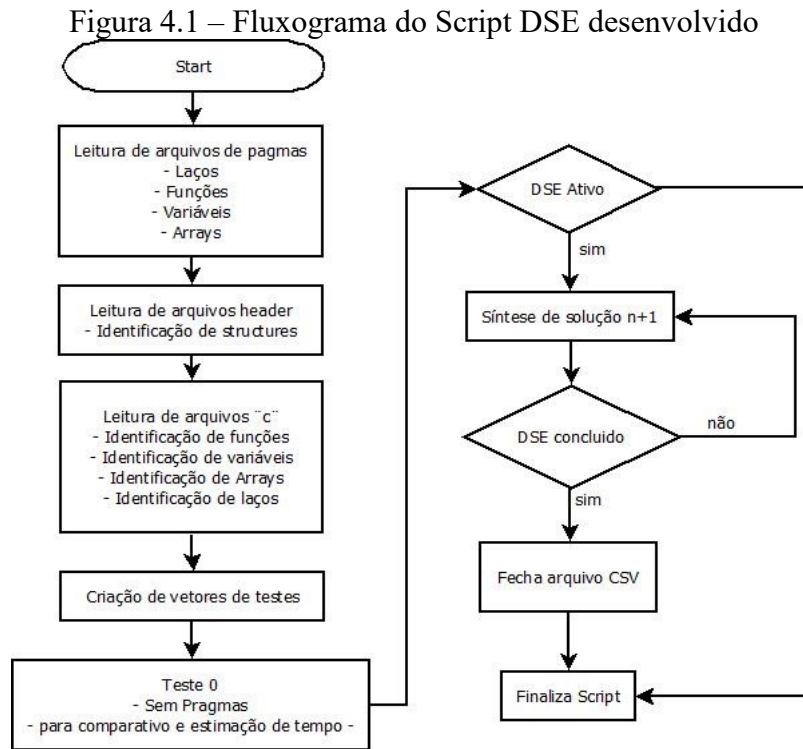 Figura 4.1 – Fluxograma do Script DSE desenvolvido
Start
Leitura de arquivos de pagmas
- Laços
- Funções
- Variáveis
- Arrays
Leitura de arquivos header
- Identificação de structures
Leitura de arquivos ¨c¨
- Identificação de funções
- Identificação de variáveis
- Identificação de Arrays
- Identificação de laços
Criação de vetores de testes
Teste 0
- Sem Pragmas
- para comparativo e estimação de tempo -
DSE Ativo
sim
Síntese de solução n+1
DSE concluido
não
sim
Fecha arquivo CSV
Finaliza Script